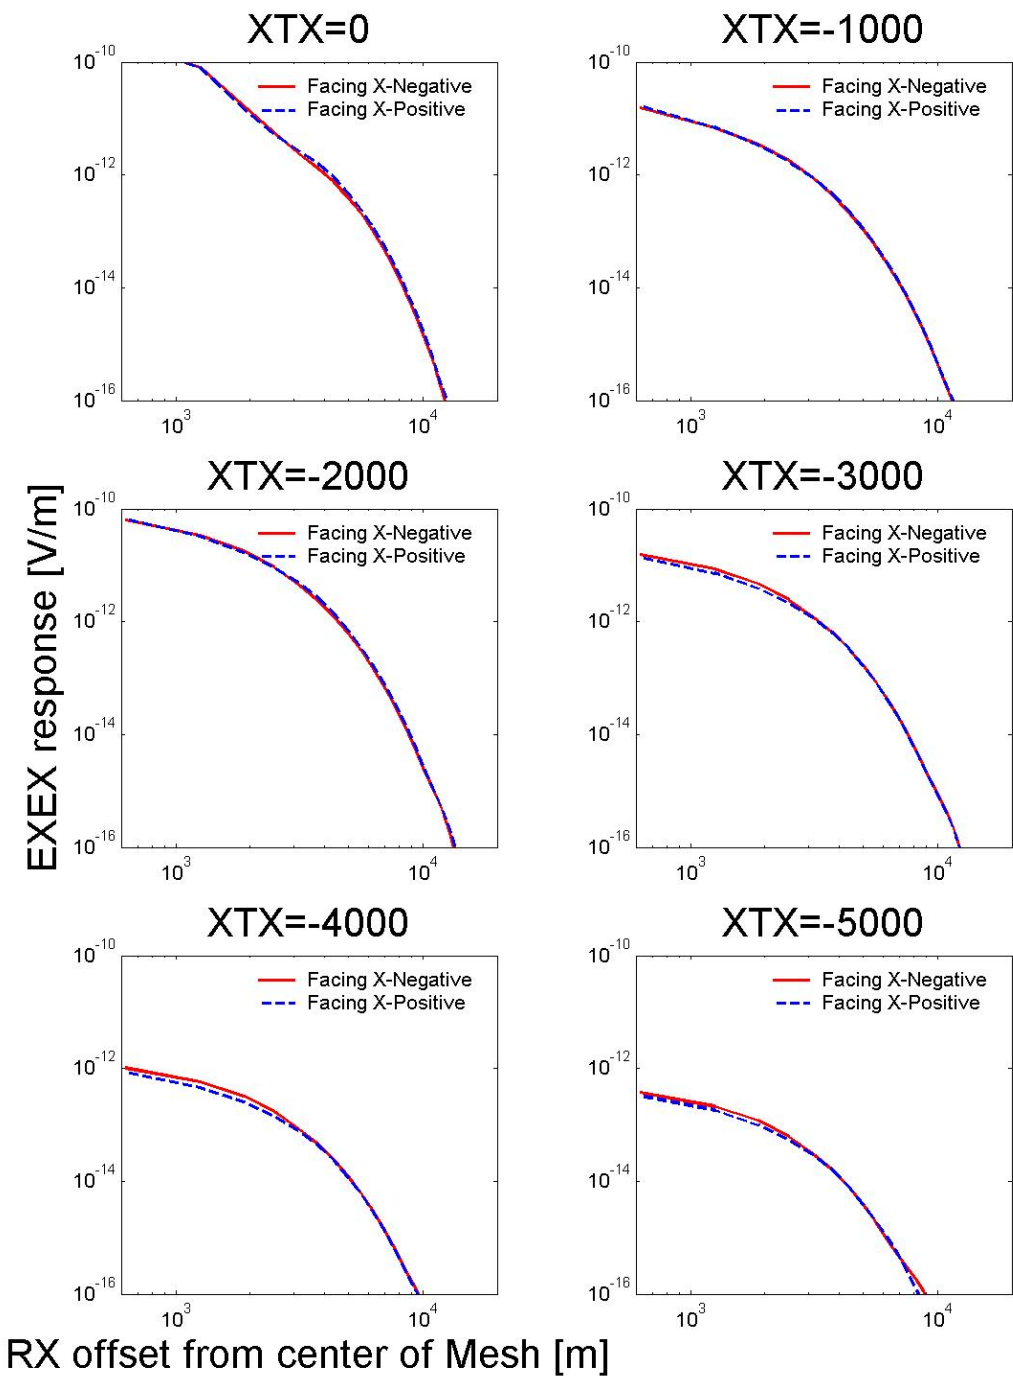 XTX=0
10^-10
10^-12
10^-14
10^-16
10^3
10^4
Facing X-Negative
Facing X-Positive
XTX=-1000
10^-10
10^-12
10^-14
10^-16
10^3
10^4
Facing X-Negative
Facing X-Positive
EXEX response [V/m]
XTX=-2000
10^-10
10^-12
10^-14
10^-16
10^3
10^4
Facing X-Negative
Facing X-Positive
XTX=-3000
10^-10
10^-12
10^-14
10^-16
10^3
10^4
Facing X-Negative
Facing X-Positive
XTX=-4000
10^-10
10^-12
10^-14
10^-16
10^3
10^4
Facing X-Negative
Facing X-Positive
XTX=-5000
10^-10
10^-12
10^-14
10^-16
10^3
10^4
Facing X-Negative
Facing X-Positive
RX offset from center of Mesh [m]